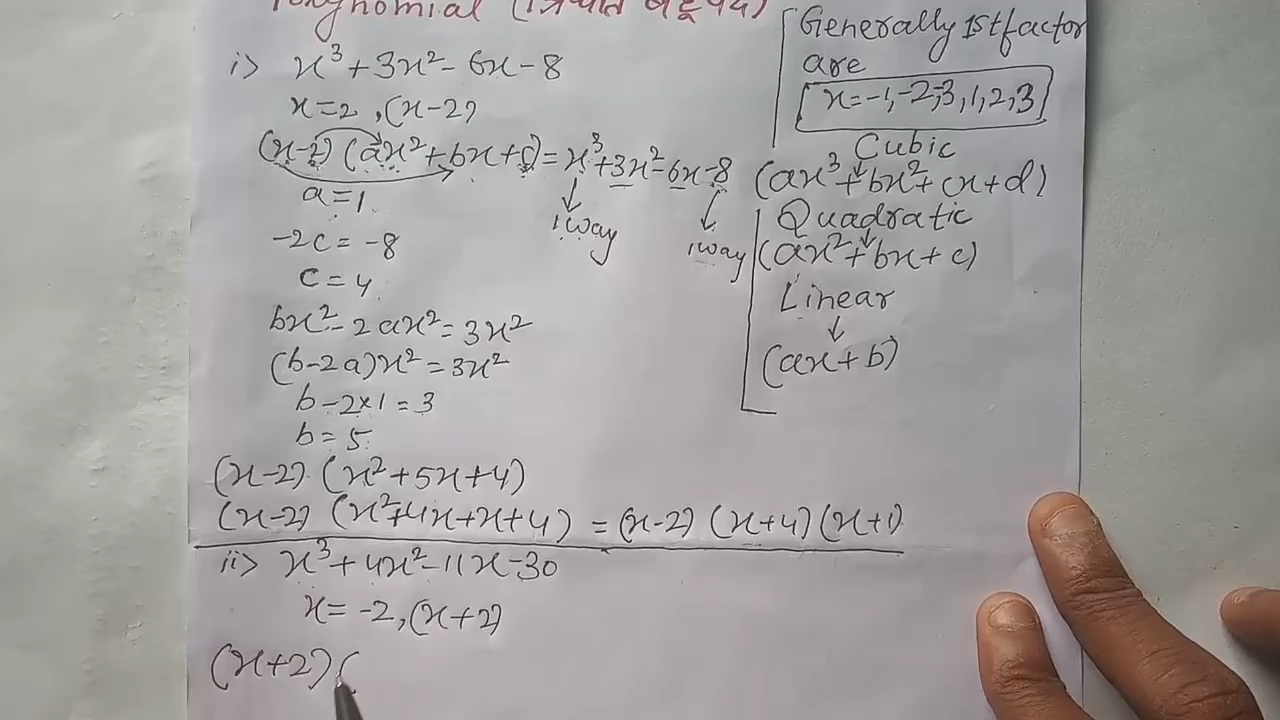 i> x³+3x²-6x-8
x=2, (x-2)
(x-2)(ax²+bx+c)=x³+3x²-6x-8
a=1
1 way
1 way
-2c=-8
c=4
bx²-2ax²=3x²
(b-2a)x²=3x²
b-2×1=3
b=5
(x-2) (x²+5x+4)
(x-2) (x²+4x+x+4) = (x-2) (x+4) (x+1)
ii> x³+4x²-11x-30
x=-2, (x+2)
(x+2)(
Generally 1st factor
are
x=-1,-2,-3,1,2,3
Cubic
(ax³+bx²+cx+d)
Quadratic
(ax²+bx+c)
Linear
(ax+b)